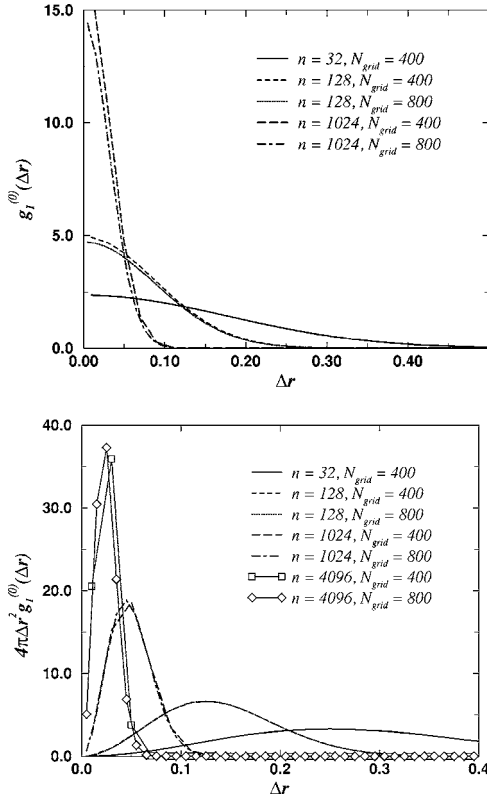 15.0
10.0
5.0
0.0
g_1^{(0)}(Δr)
n = 32, N_grid = 400
n = 128, N_grid = 400
n = 128, N_grid = 800
n = 1024, N_grid = 400
n = 1024, N_grid = 800
0.00 0.10 0.20 0.30 0.40
Δr
40.0
30.0
20.0
10.0
0.0
4πΔr^2 g_1^{(0)}(Δr)
n = 32, N_grid = 400
n = 128, N_grid = 400
n = 128, N_grid = 800
n = 1024, N_grid = 400
n = 1024, N_grid = 800
n = 4096, N_grid = 400
n = 4096, N_grid = 800
0.0 0.1 0.2 0.3 0.4
Δr